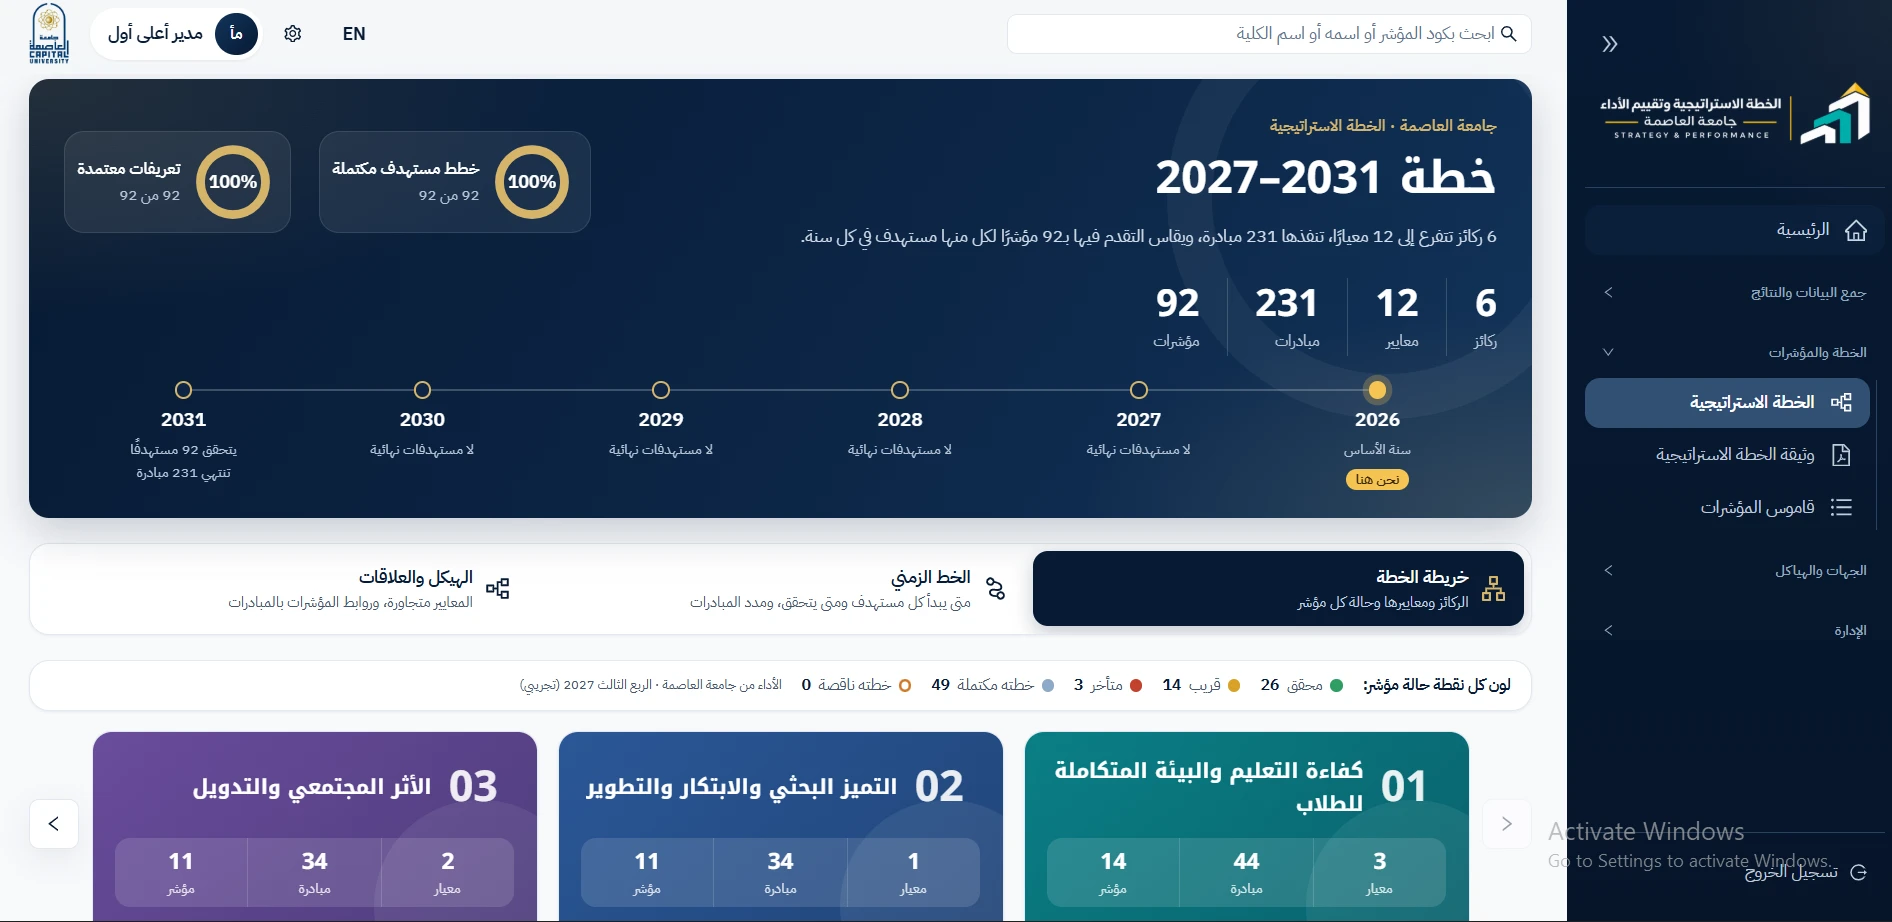 ابحث بكود المؤشر أو اسمه أو اسم الكلية
EN
مأ
مدير أعلى أول
جامعة العاصمة
CAPITAL
UNIVERSITY
الخطة الاستراتيجية وتقييم الأداء
جامعة العاصمة
STRATEGY & PERFORMANCE
الرئيسية
جمع البيانات والنتائج
الخطة والمؤشرات
الخطة الاستراتيجية
وثيقة الخطة الاستراتيجية
قاموس المؤشرات
الجهات والهياكل
الإدارة
تسجيل الخروج
Activate Windows
Go to Settings to activate Windows.
جامعة العاصمة · الخطة الاستراتيجية
خطة 2031–2027
6 ركائز تتفرع إلى 12 معيارًا، تنفذها 231 مبادرة، ويقاس التقدم فيها بـ92 مؤشرًا لكل منها مستهدف في كل سنة.
خطط مستهدف مكتملة
92 من 92
100%
تعريفات معتمدة
92 من 92
100%
6 ركائز
12 معايير
231 مبادرات
92 مؤشرات
2026
سنة الأساس
نحن هنا
2027
لا مستهدفات نهائية
2028
لا مستهدفات نهائية
2029
لا مستهدفات نهائية
2030
لا مستهدفات نهائية
2031
يتحقق 92 مستهدفًا
تنتهي 231 مبادرة
خريطة الخطة
الركائز ومعاييرها وحالة كل مؤشر
الخط الزمني
متى يبدأ كل مستهدف ومتى يتحقق، ومدد المبادرات
الهيكل والعلاقات
المعايير متجاورة، وروابط المؤشرات بالمبادرات
لون كل نقطة حالة مؤشر: محقق 26 قريب 14 متأخر 3 خطته مكتملة 49 خطته ناقصة 0 الأداء من جامعة العاصمة · الربع الثالث 2027 (تجريبي)
01
كفاءة التعليم والبيئة المتكاملة
للطلاب
3 معيار
44 مبادرة
14 مؤشر
02
التميز البحثي والابتكار والتطوير
1 معيار
34 مبادرة
11 مؤشر
03
الأثر المجتمعي والتدويل
2 معيار
34 مبادرة
11 مؤشر